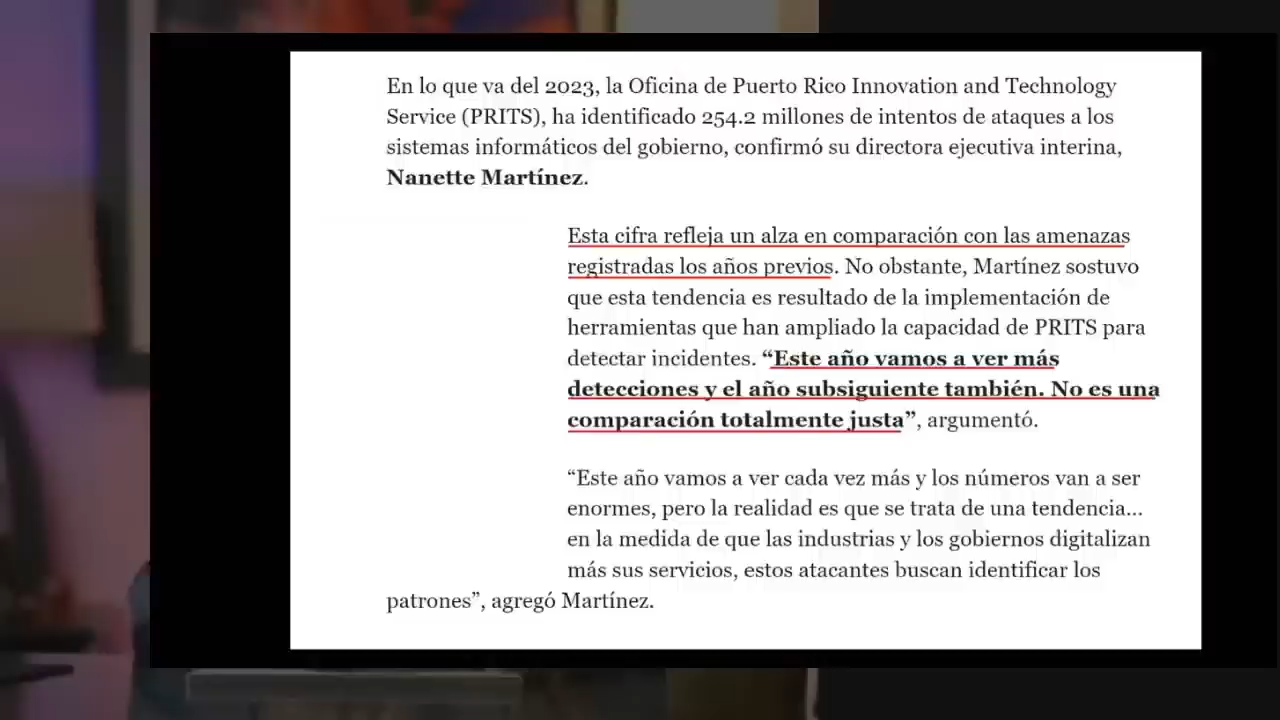 En lo que va del 2023, la Oficina de Puerto Rico Innovation and Technology
Service (PRITS), ha identificado 254.2 millones de intentos de ataques a los
sistemas informáticos del gobierno, confirmó su directora ejecutiva interina,
Nanette Martínez.
Esta cifra refleja un alza en comparación con las amenazas
registradas los años previos. No obstante, Martínez sostuvo
que esta tendencia es resultado de la implementación de
herramientas que han ampliado la capacidad de PRITS para
detectar incidentes. “Este año vamos a ver más
detecciones y el año subsiguiente también. No es una
comparación totalmente justa”, argumentó.
“Este año vamos a ver cada vez más y los números van a ser
enormes, pero la realidad es que se trata de una tendencia…
en la medida de que las industrias y los gobiernos digitalizan
más sus servicios, estos atacantes buscan identificar los
patrones”, agregó Martínez.